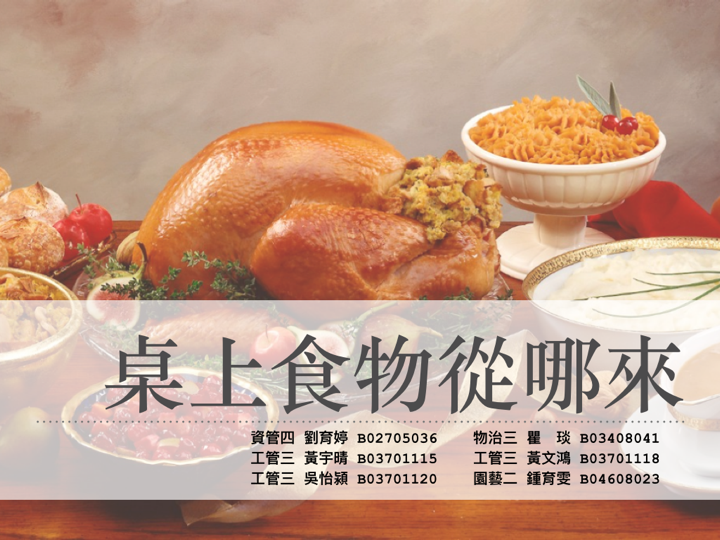 桌上食物從哪來
資管四 劉育婷 B02705036 物治三 瞿 琰 B03408041
工管三 黃宇晴 B03701115 工管三 黃文鴻 B03701118
工管三 吳怡潁 B03701120 園藝二 鍾育雯 B04608023